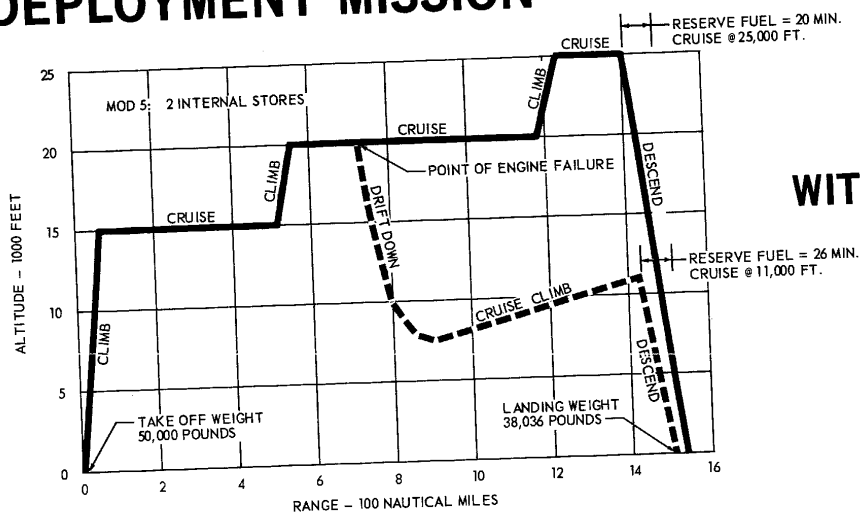 DEPLOYMENT MISSION
RESERVE FUEL = 20 MIN.
CRUISE @ 25,000 FT.
CRUISE
25
CLIMB
MOD 5: 2 INTERNAL STORES
CRUISE
20
POINT OF ENGINE FAILURE
DESCEND
WIT
CLIMB
DRIFT DOWN
CRUISE
15
ALTITUDE – 1000 FEET
RESERVE FUEL = 26 MIN.
CRUISE @ 11,000 FT.
10
CRUISE CLIMB
CLIMB
DESCEND
5
TAKE OFF WEIGHT
50,000 POUNDS
LANDING WEIGHT
38,036 POUNDS
0
0 2 4 6 8 10 12 14 16
RANGE – 100 NAUTICAL MILES